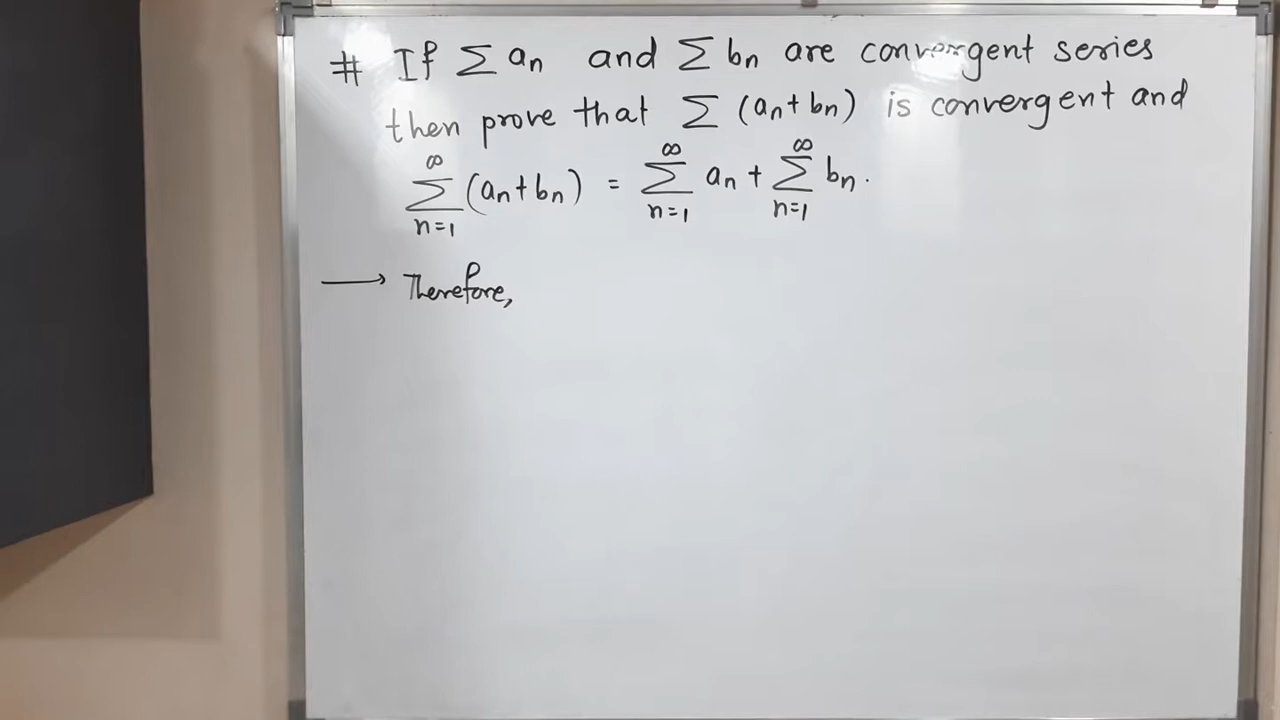 # If Σ an and Σ bn are convergent series
then prove that Σ (an + bn) is convergent and
∞ ∑ n=1 (an + bn) = ∞ ∑ n=1 an + ∞ ∑ n=1 bn.
⟶ Therefore,